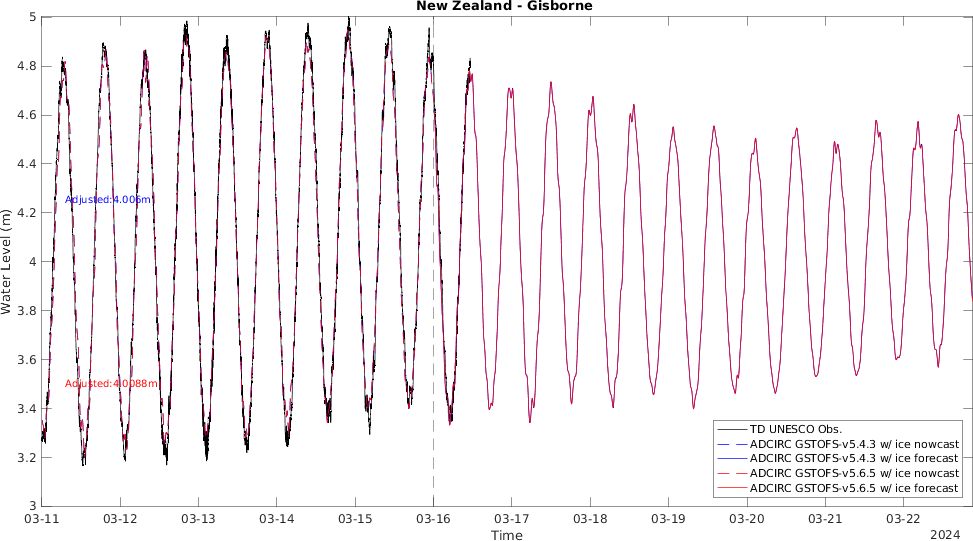 New Zealand - Gisborne
Water Level (m)
5
4.8
4.6
4.4
4.2
4
3.8
3.6
3.4
3.2
3
Adjusted:4.006m
Adjusted:4.0088m
TD UNESCO Obs.
ADCIRC GSTOFS-v5.4.3 w/ ice nowcast
ADCIRC GSTOFS-v5.4.3 w/ ice forecast
ADCIRC GSTOFS-v5.6.5 w/ ice nowcast
ADCIRC GSTOFS-v5.6.5 w/ ice forecast
03-11 03-12 03-13 03-14 03-15 03-16 03-17 03-18 03-19 03-20 03-21 03-22
Time
2024